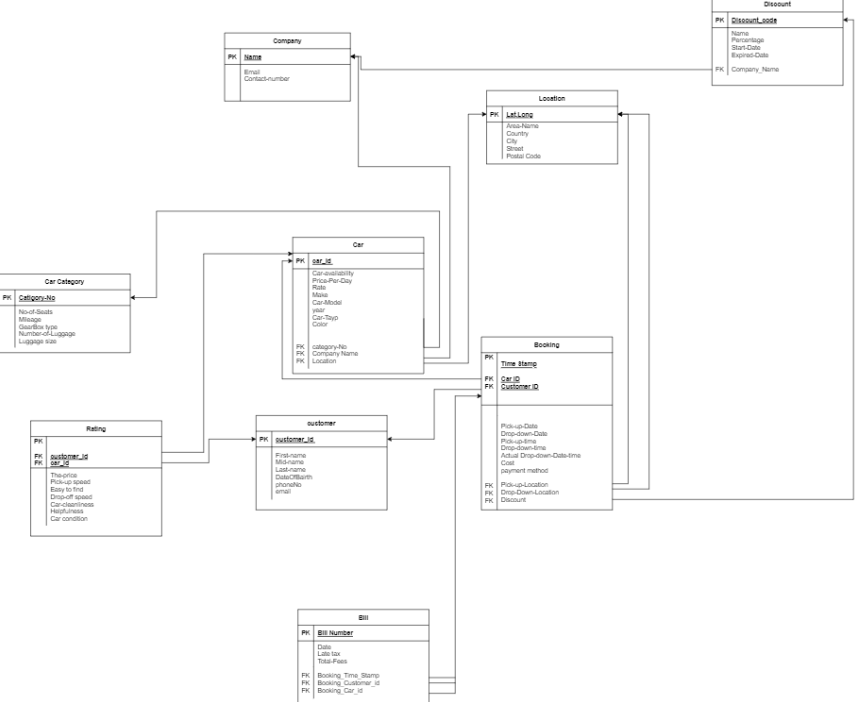 Discount
PK Discount_code
Name
Percentage
Start-Date
Expired-Date
FK Company_Name
Company
PK Name
Email
Contact-number
Location
PK Lat.Long
Area-Name
Country
City
Street
Postal Code
Car
PK car_id
Car-availability
Price-Per-Day
Rate
Make
Car-Model
year
Car-Tayp
Color
FK category-No
FK Company Name
FK Location
Car Category
PK Catigory-No
No-of-Seats
Mileage
GearBox type
Number-of-Luggage
Luggage size
Booking
PK
Time Stamp
FK Car ID
FK Customer ID
Pick-up-Date
Drop-down-Date
Pick-up-time
Drop-down-time
Actual Drop-down-Date-time
Cost
payment method
FK Pick-up-Location
FK Drop-Down-Location
FK Discount
Rating
PK
FK customer_id
FK car_id
The-price
Pick-up speed
Easy to find
Drop-off speed
Car-cleanliness
Helpfulness
Car condition
customer
PK customer_id
First-name
Mid-name
Last-name
DateOfBairth
phoneNo
email
Bill
PK Bill Number
Date
Late tax
Total-Fees
FK Booking_Time_Stamp
FK Booking_Customer_id
FK Booking_Car_id